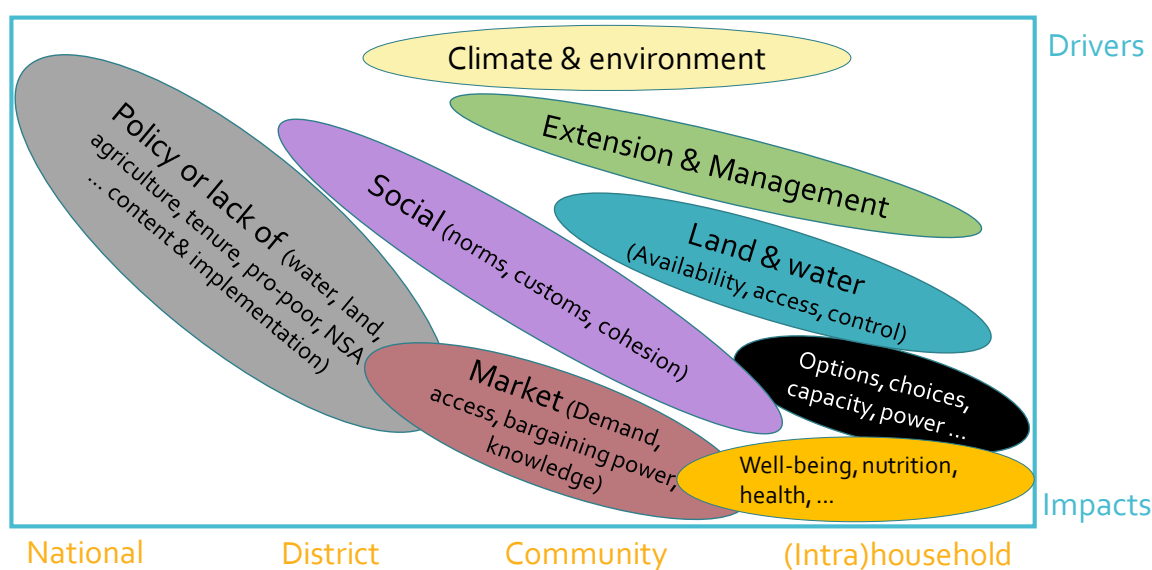 Drivers
Climate & environment
Extension & Management
Policy or lack of (water, land,
agriculture, tenure, pro-poor, NSA
... content & implementation)
Social (norms, customs, cohesion)
Land & water
(Availability, access, control)
Options, choices,
capacity, power ...
Market (Demand,
access, bargaining power,
knowledge)
Well-being, nutrition,
health, ...
Impacts
National District Community (Intra)household